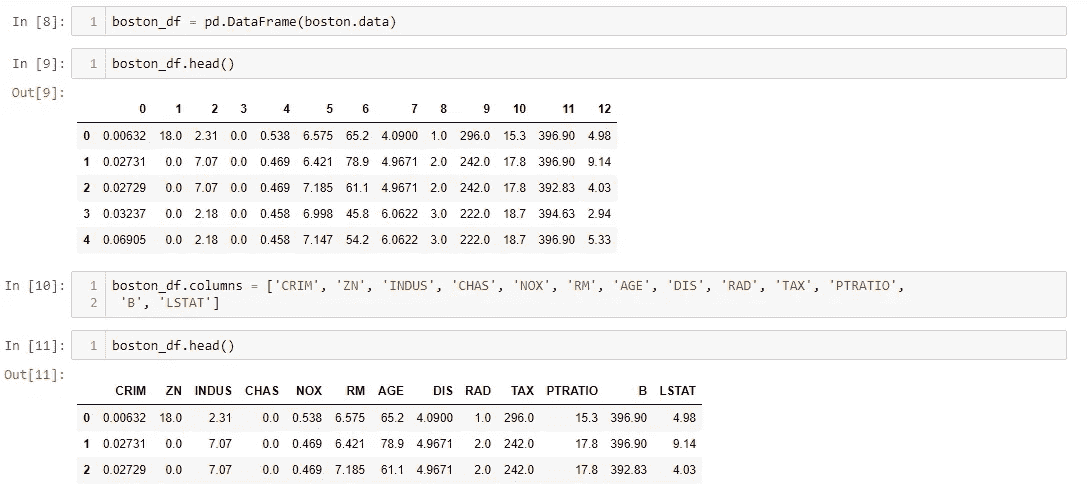 In [8]: 1 boston_df = pd.DataFrame(boston.data)
In [9]: 1 boston_df.head()
Out[9]:
0 1 2 3 4 5 6 7 8 9 10 11 12
0 0.00632 18.0 2.31 0.0 0.538 6.575 65.2 4.0900 1.0 296.0 15.3 396.90 4.98
1 0.02731 0.0 7.07 0.0 0.469 6.421 78.9 4.9671 2.0 242.0 17.8 396.90 9.14
2 0.02729 0.0 7.07 0.0 0.469 7.185 61.1 4.9671 2.0 242.0 17.8 392.83 4.03
3 0.03237 0.0 2.18 0.0 0.458 6.998 45.8 6.0622 3.0 222.0 18.7 394.63 2.94
4 0.06905 0.0 2.18 0.0 0.458 7.147 54.2 6.0622 3.0 222.0 18.7 396.90 5.33
In [10]: 1 boston_df.columns = ['CRIM', 'ZN', 'INDUS', 'CHAS', 'NOX', 'RM', 'AGE', 'DIS', 'RAD', 'TAX', 'PTRATIO',
2 'B', 'LSTAT']
In [11]: 1 boston_df.head()
Out[11]:
CRIM ZN INDUS CHAS NOX RM AGE DIS RAD TAX PTRATIO B LSTAT
0 0.00632 18.0 2.31 0.0 0.538 6.575 65.2 4.0900 1.0 296.0 15.3 396.90 4.98
1 0.02731 0.0 7.07 0.0 0.469 6.421 78.9 4.9671 2.0 242.0 17.8 396.90 9.14
2 0.02729 0.0 7.07 0.0 0.469 7.185 61.1 4.9671 2.0 242.0 17.8 392.83 4.03